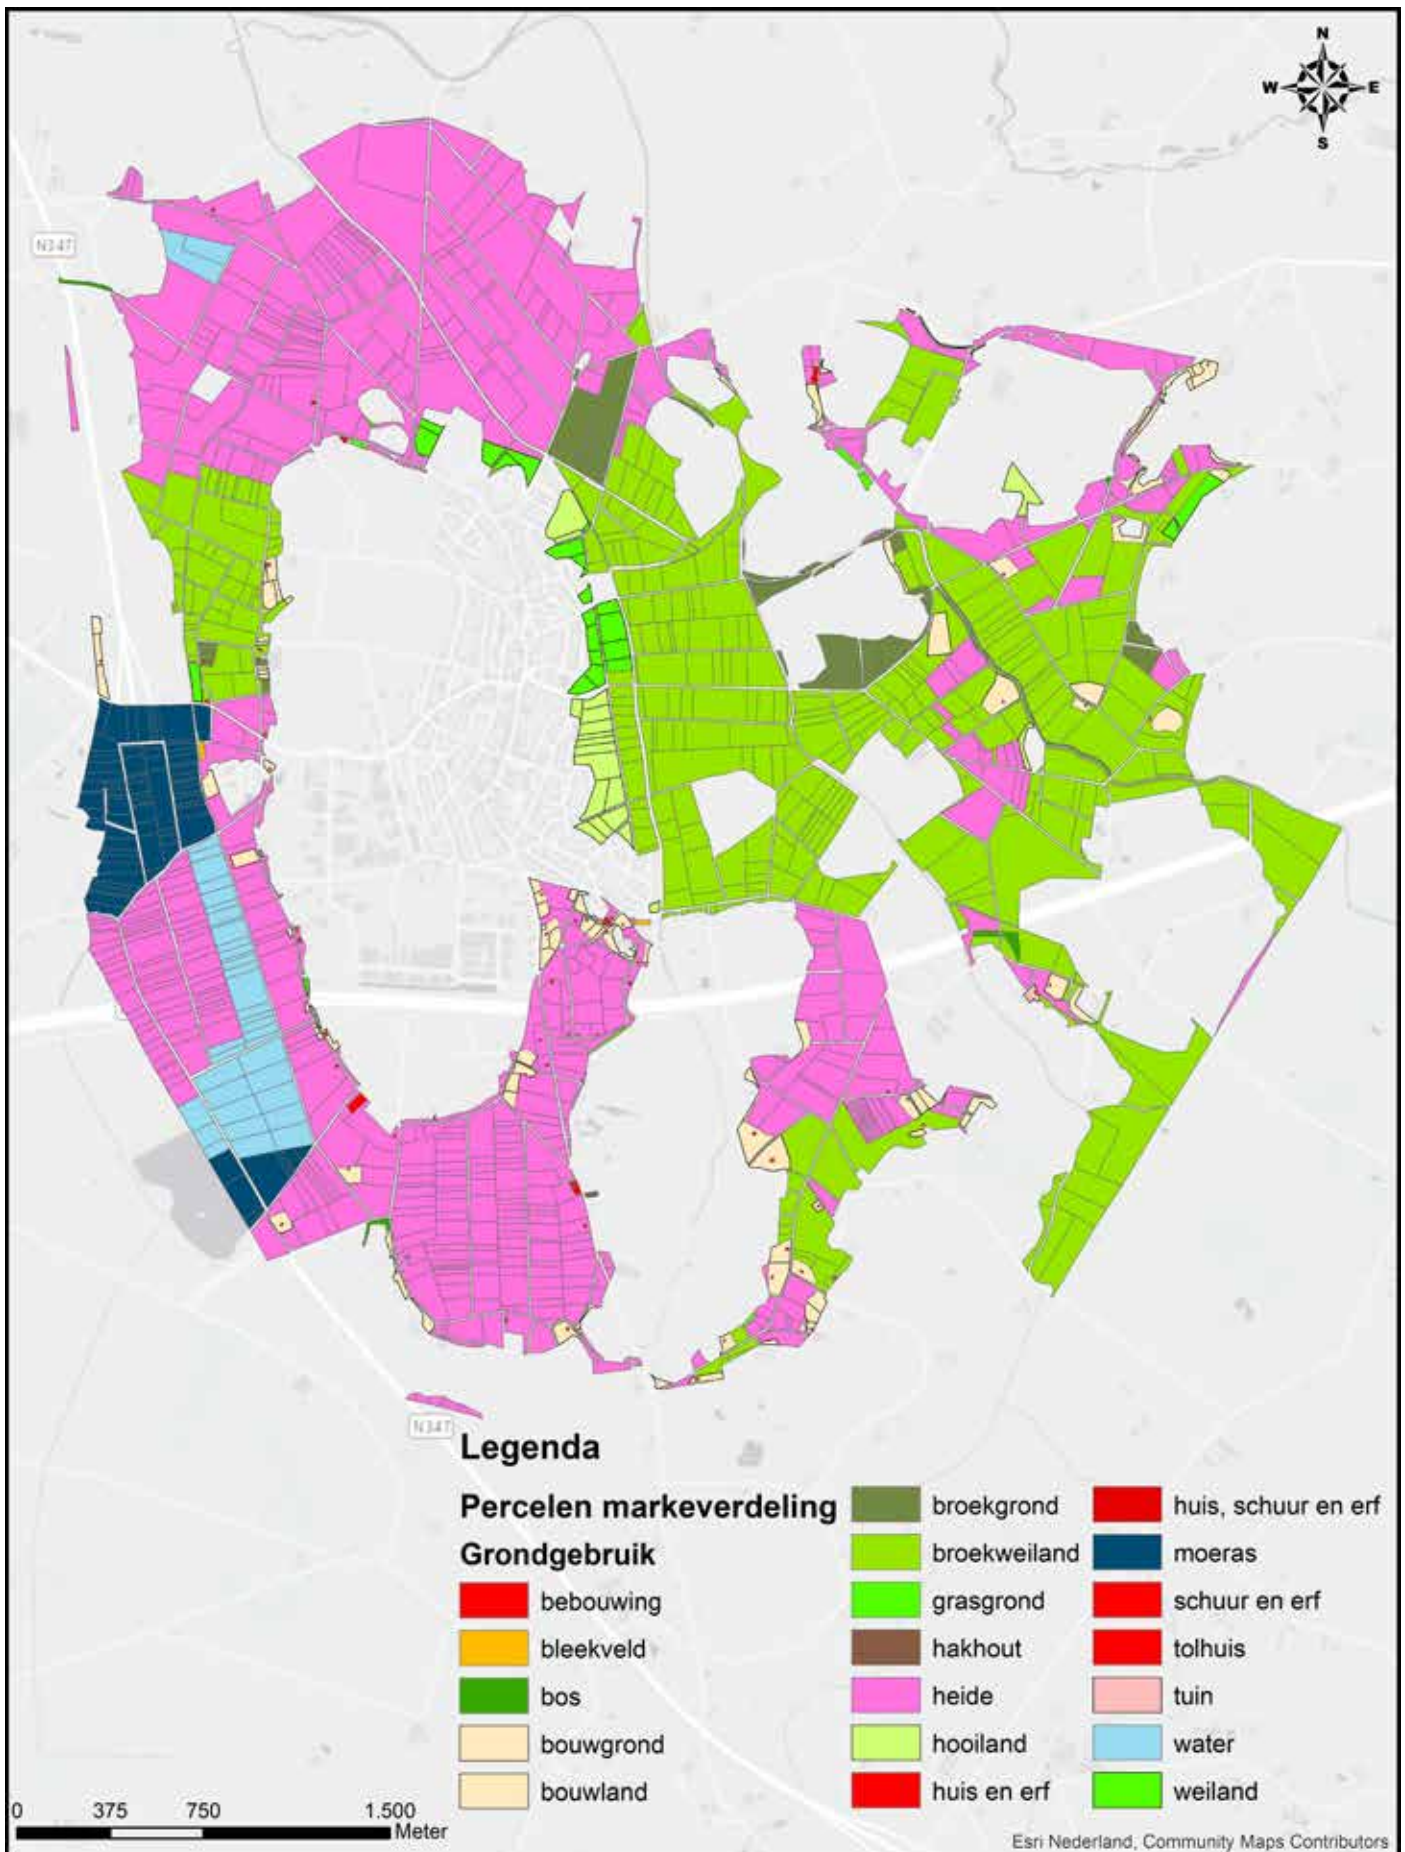 N
W E
S
N347
N347
Legenda
Percelen markeverdeling
Grondgebruik
bebouwing
bleekveld
bos
bouwgrond
bouwland
broekgrond
broekweiland
grasgrond
hakhout
heide
hooiland
huis en erf
huis, schuur en erf
moeras
schuur en erf
tolhuis
tuin
water
weiland
0 375 750 1.500
Meter
Esri Nederland, Community Maps Contributors